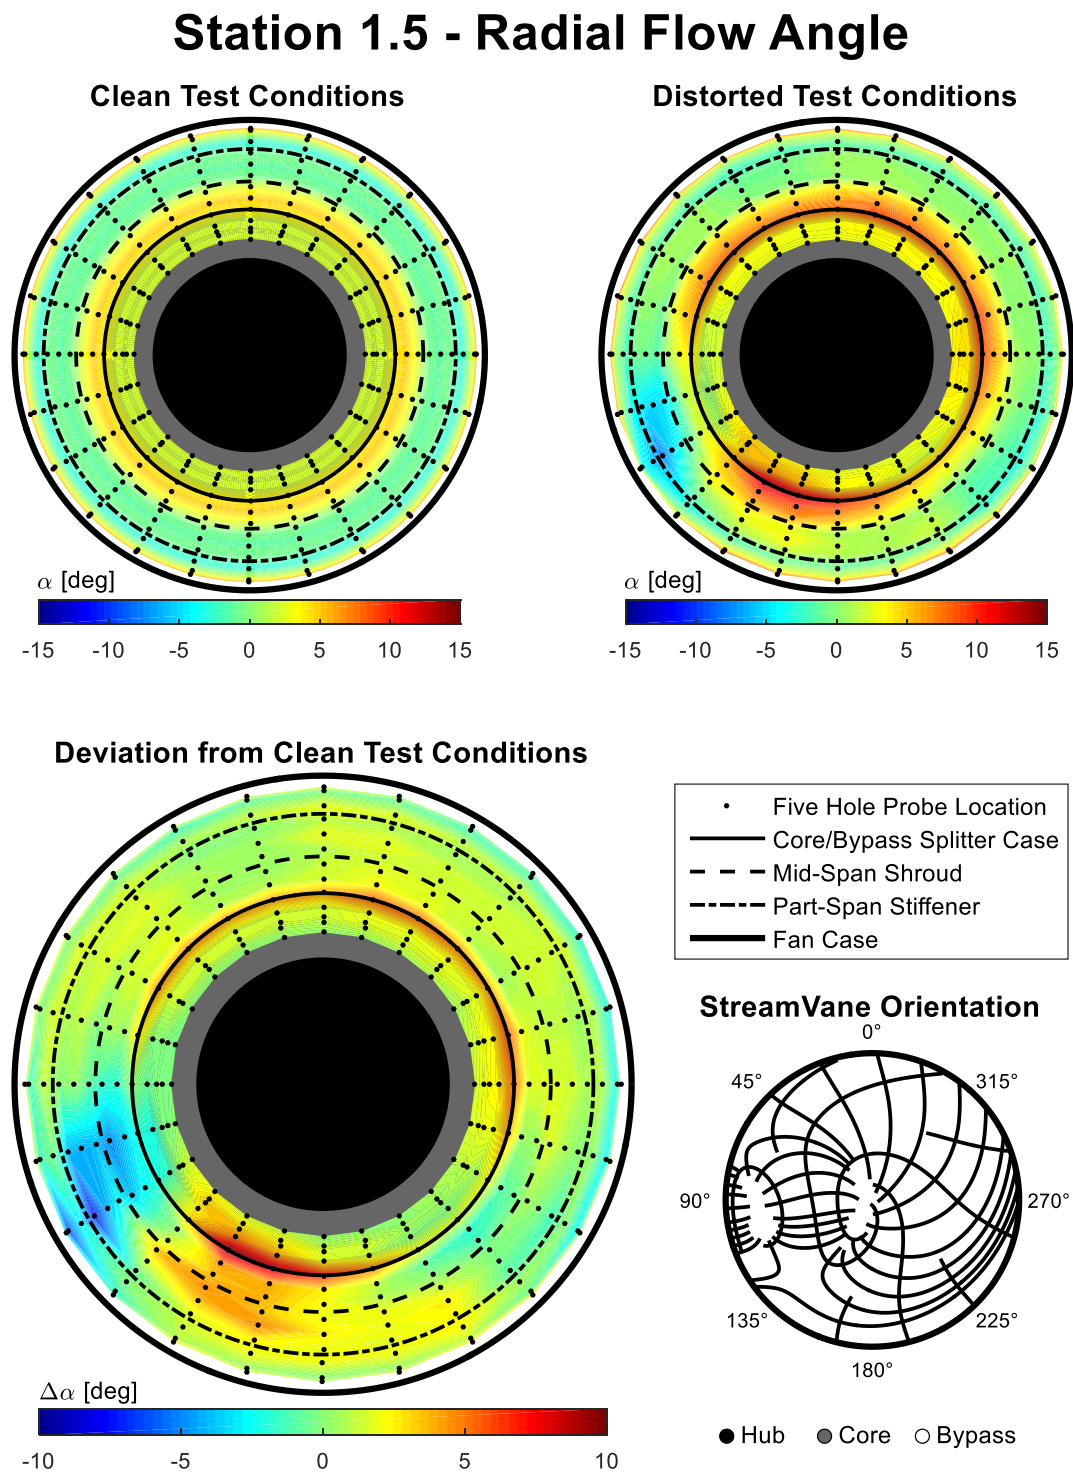 Station 1.5 - Radial Flow Angle
Clean Test Conditions
Distorted Test Conditions
α [deg]
-15 -10 -5 0 5 10 15
α [deg]
-15 -10 -5 0 5 10 15
Deviation from Clean Test Conditions
Five Hole Probe Location
Core/Bypass Splitter Case
Mid-Span Shroud
Part-Span Stiffener
Fan Case
StreamVane Orientation
0°
45° 315°
90° 270°
135° 225°
180°
Δα [deg]
-10 -5 0 5 10
Hub Core Bypass